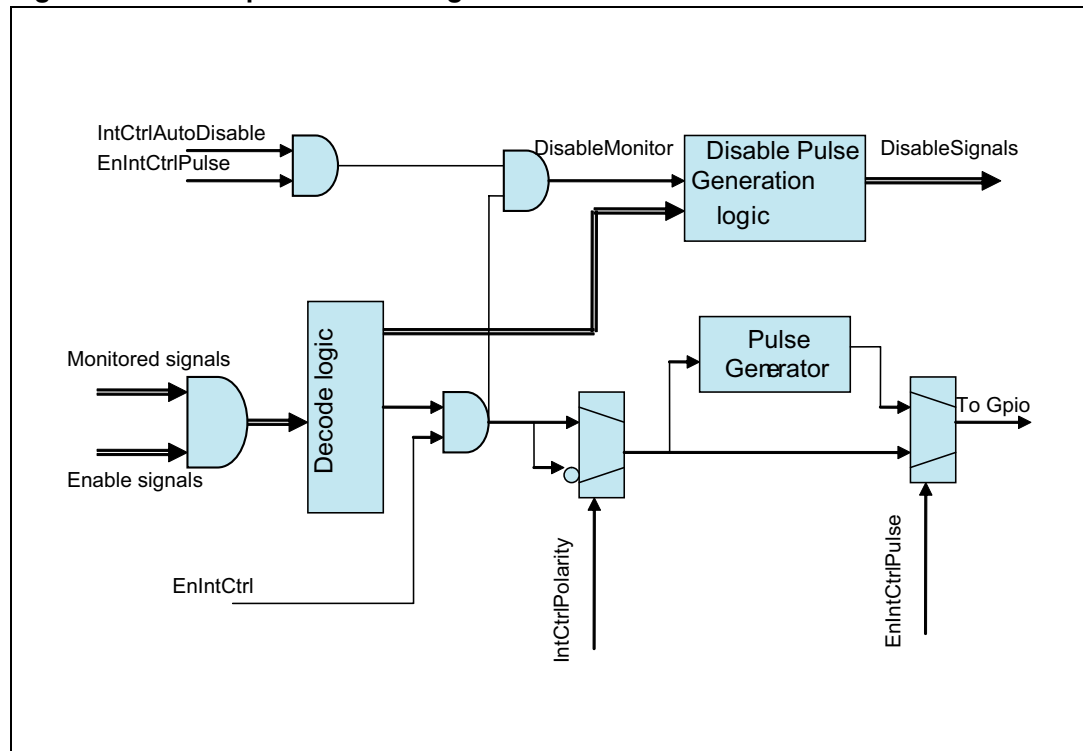 IntCtrlAutoDisable
EnIntCtrlPulse
DisableMonitor
Disable Pulse
Generation
logic
DisableSignals
Monitored signals
Enable signals
Decode logic
Pulse
Generator
To Gpio
EnIntCtrl
IntCtrlPolarity
EnIntCtrlPulse